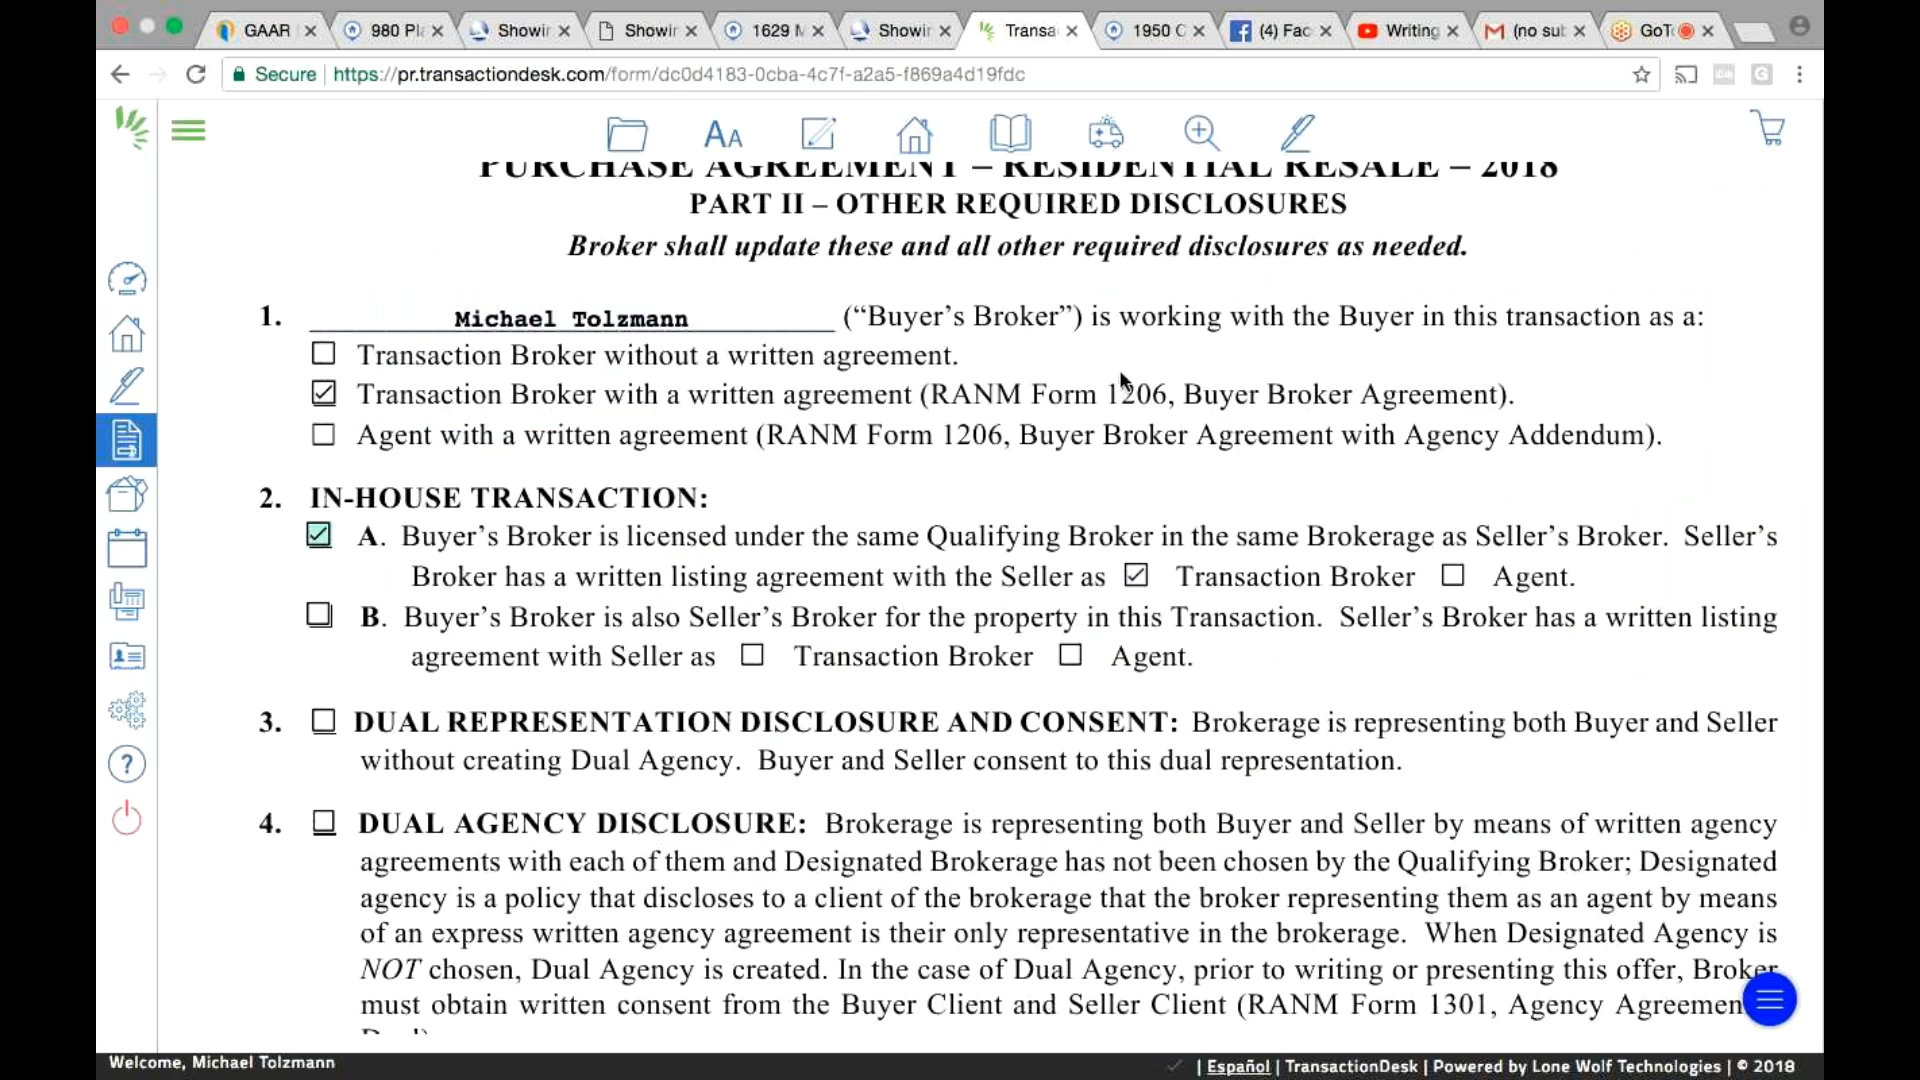 GAAR
980 Pla
Showin
Showin
1629 M
Showin
Transa
1950 C
(4) Fac
Writing
(no sub
GoT
Secure
https://pr.transactiondesk.com/form/dc0d4183-0cba-4c7f-a2a5-f869a4d19fdc
AA
PURCHASE AGREEMENT – RESIDENTIAL RESALE – 2018
PART II – OTHER REQUIRED DISCLOSURES
Broker shall update these and all other required disclosures as needed.
1. Michael Tolzmann (“Buyer’s Broker”) is working with the Buyer in this transaction as a:
Transaction Broker without a written agreement.
Transaction Broker with a written agreement (RANM Form 1206, Buyer Broker Agreement).
Agent with a written agreement (RANM Form 1206, Buyer Broker Agreement with Agency Addendum).
2. IN-HOUSE TRANSACTION:
A. Buyer’s Broker is licensed under the same Qualifying Broker in the same Brokerage as Seller’s Broker. Seller’s
Broker has a written listing agreement with the Seller as Transaction Broker Agent.
B. Buyer’s Broker is also Seller’s Broker for the property in this Transaction. Seller’s Broker has a written listing
agreement with Seller as Transaction Broker Agent.
3. DUAL REPRESENTATION DISCLOSURE AND CONSENT: Brokerage is representing both Buyer and Seller
without creating Dual Agency. Buyer and Seller consent to this dual representation.
4. DUAL AGENCY DISCLOSURE: Brokerage is representing both Buyer and Seller by means of written agency
agreements with each of them and Designated Brokerage has not been chosen by the Qualifying Broker; Designated
agency is a policy that discloses to a client of the brokerage that the broker representing them as an agent by means
of an express written agency agreement is their only representative in the brokerage. When Designated Agency is
NOT chosen, Dual Agency is created. In the case of Dual Agency, prior to writing or presenting this offer, Broker
must obtain written consent from the Buyer Client and Seller Client (RANM Form 1301, Agency Agreemen
Welcome, Michael Tolzmann
| Español | TransactionDesk | Powered by Lone Wolf Technologies | © 2018